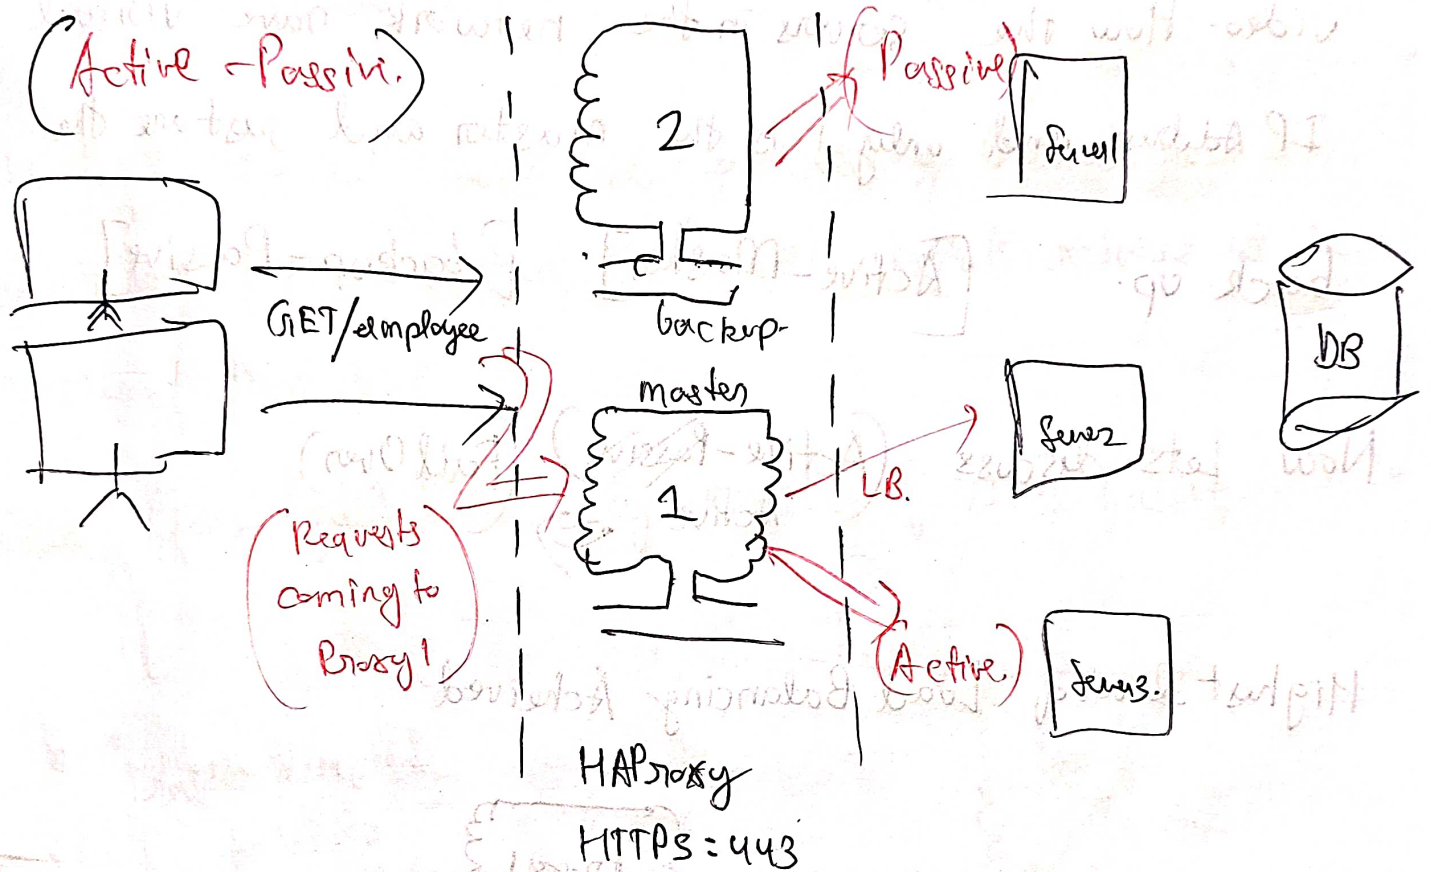 (Active - Passive.)
2
(Passive)
Server1
GET/employee
backup-
DB
master
1
LB.
Server2
(Requests
coming to
Proxy1)
(Active.)
Server3.
HAProxy
HTTPS = 443